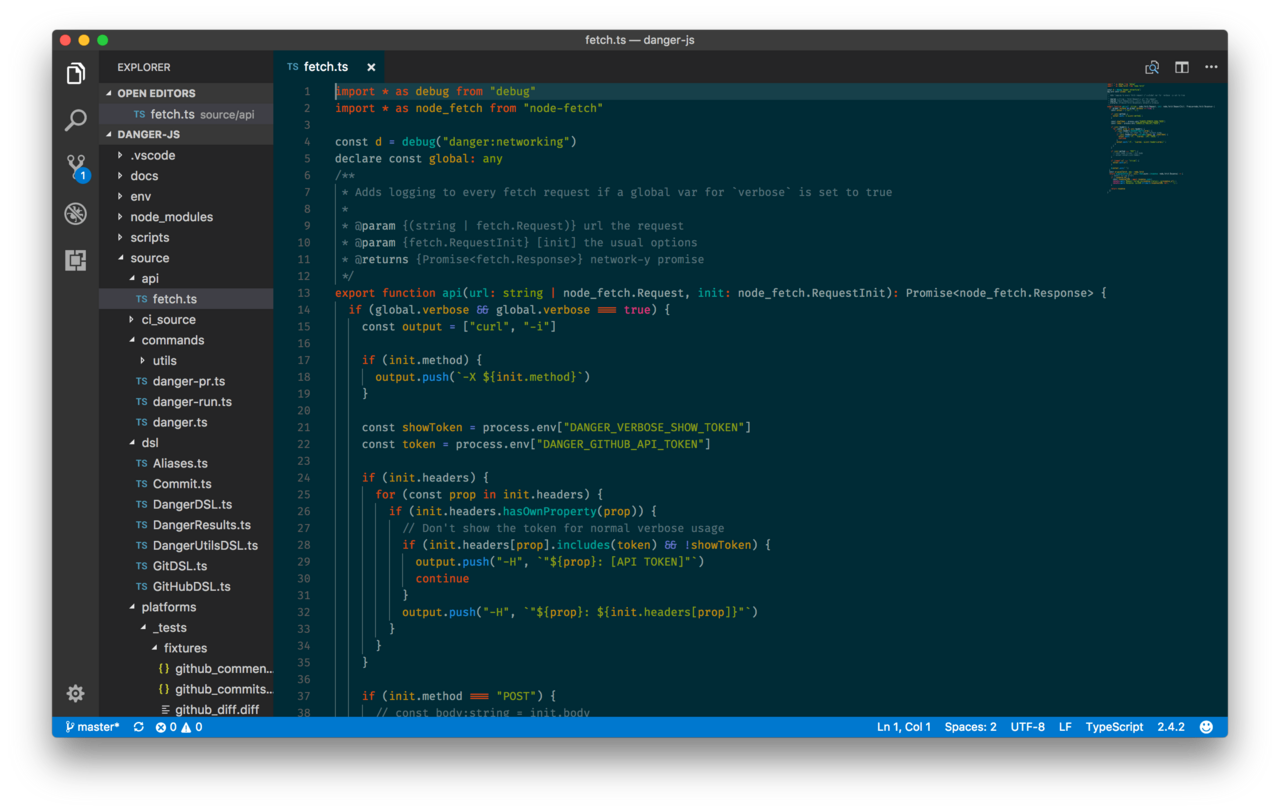 fetch.ts — danger-js
EXPLORER
OPEN EDITORS
TS fetch.ts source/api
DANGER-JS
.vscode
docs
env
node_modules
scripts
source
api
TS fetch.ts
ci_source
commands
utils
TS danger-pr.ts
TS danger-run.ts
TS danger.ts
dsl
TS Aliases.ts
TS Commit.ts
TS DangerDSL.ts
TS DangerResults.ts
TS DangerUtilsDSL.ts
TS GitDSL.ts
TS GitHubDSL.ts
platforms
_tests
fixtures
{} github_commen...
{} github_commits...
github_diff.diff
1
TS fetch.ts ×
1 import * as debug from "debug"
2 import * as node_fetch from "node-fetch"
3
4 const d = debug("danger:networking")
5 declare const global: any
6 /**
7 * Adds logging to every fetch request if a global var for `verbose` is set to true
8 *
9 * @param {(string | fetch.Request)} url the request
10 * @param {fetch.RequestInit} [init] the usual options
11 * @returns {Promise<fetch.Response>} network-y promise
12 */
13 export function api(url: string | node_fetch.Request, init: node_fetch.RequestInit): Promise<node_fetch.Response> {
14 if (global.verbose && global.verbose === true) {
15 const output = ["curl", "-i"]
16
17 if (init.method) {
18 output.push(`-X ${init.method}`)
19 }
20
21 const showToken = process.env["DANGER_VERBOSE_SHOW_TOKEN"]
22 const token = process.env["DANGER_GITHUB_API_TOKEN"]
23
24 if (init.headers) {
25 for (const prop in init.headers) {
26 if (init.headers.hasOwnProperty(prop)) {
27 // Don't show the token for normal verbose usage
28 if (init.headers[prop].includes(token) && !showToken) {
29 output.push("-H", `"${prop}: [API TOKEN]"`)
30 continue
31 }
32 output.push("-H", `"${prop}: ${init.headers[prop]}"`)
33 }
34 }
35 }
36
37 if (init.method === "POST") {
38 // const body:string = init.body
master* 0 0
Ln 1, Col 1 Spaces: 2 UTF-8 LF TypeScript 2.4.2